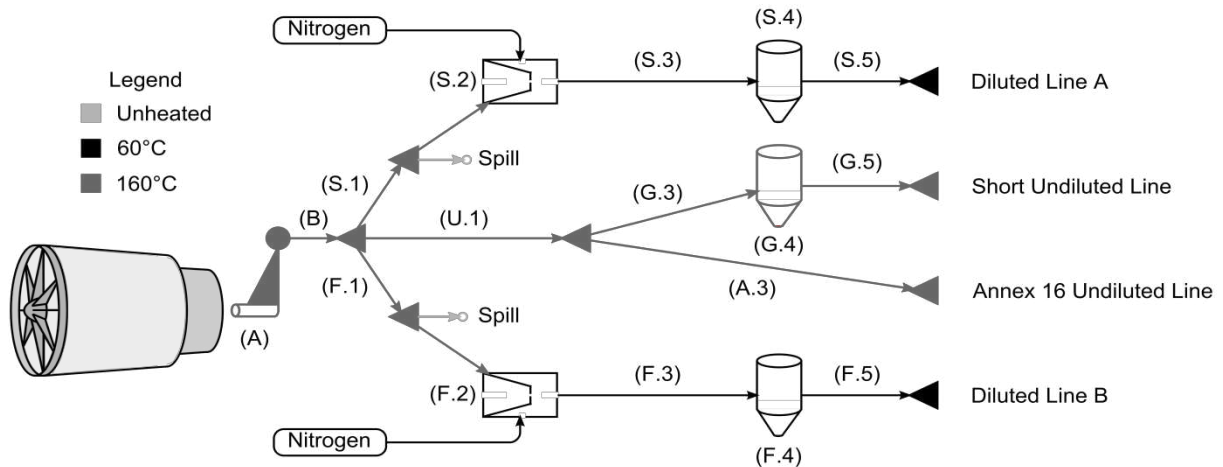 Nitrogen
(S.4)
Legend
Unheated
60°C
160°C
(S.2)
(S.3)
(S.5)
Diluted Line A
Spill
(S.1)
(B)
(U.1)
(G.3)
(G.5)
Short Undiluted Line
(G.4)
(F.1)
(A.3)
Annex 16 Undiluted Line
(A)
Spill
(F.2)
(F.3)
(F.5)
Diluted Line B
Nitrogen
(F.4)